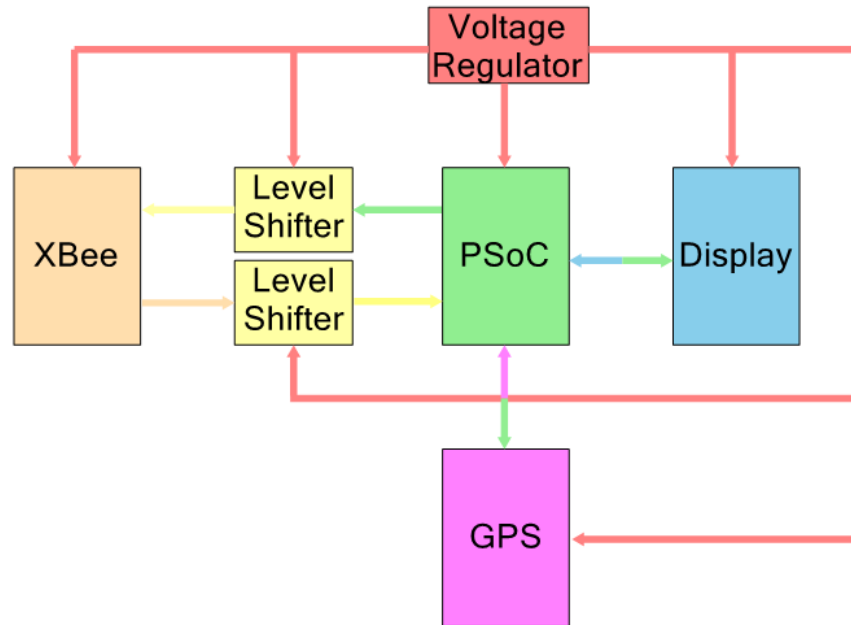 Voltage
Regulator
Level
Shifter
XBee
PSoC
Display
Level
Shifter
GPS